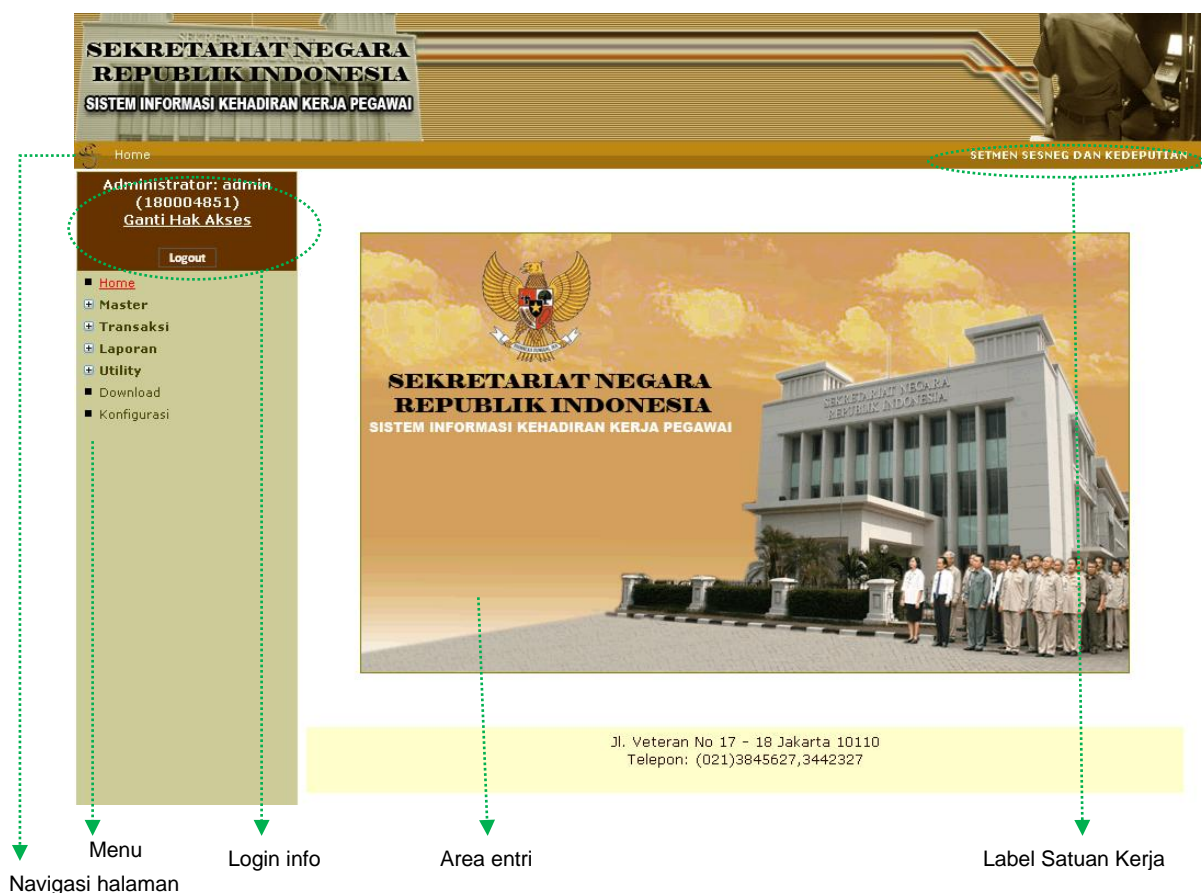 SEKRETARIAT NEGARA
REPUBLIK INDONESIA
SISTEM INFORMASI KEHADIRAN KERJA PEGAWAI
Home
SETMEN SESNEG DAN KEDEPUTIAN
Administrator: admin
(180004851)
Ganti Hak Akses
Logout
Home
Master
Transaksi
Laporan
Utility
Download
Konfigurasi
SEKRETARIAT NEGARA
REPUBLIK INDONESIA
SISTEM INFORMASI KEHADIRAN KERJA PEGAWAI
SEKRETARIAT NEGARA
REPUBLIK INDONESIA
Jl. Veteran No 17 - 18 Jakarta 10110
Telepon: (021)3845627,3442327
Menu
Login info
Area entri
Label Satuan Kerja
Navigasi halaman